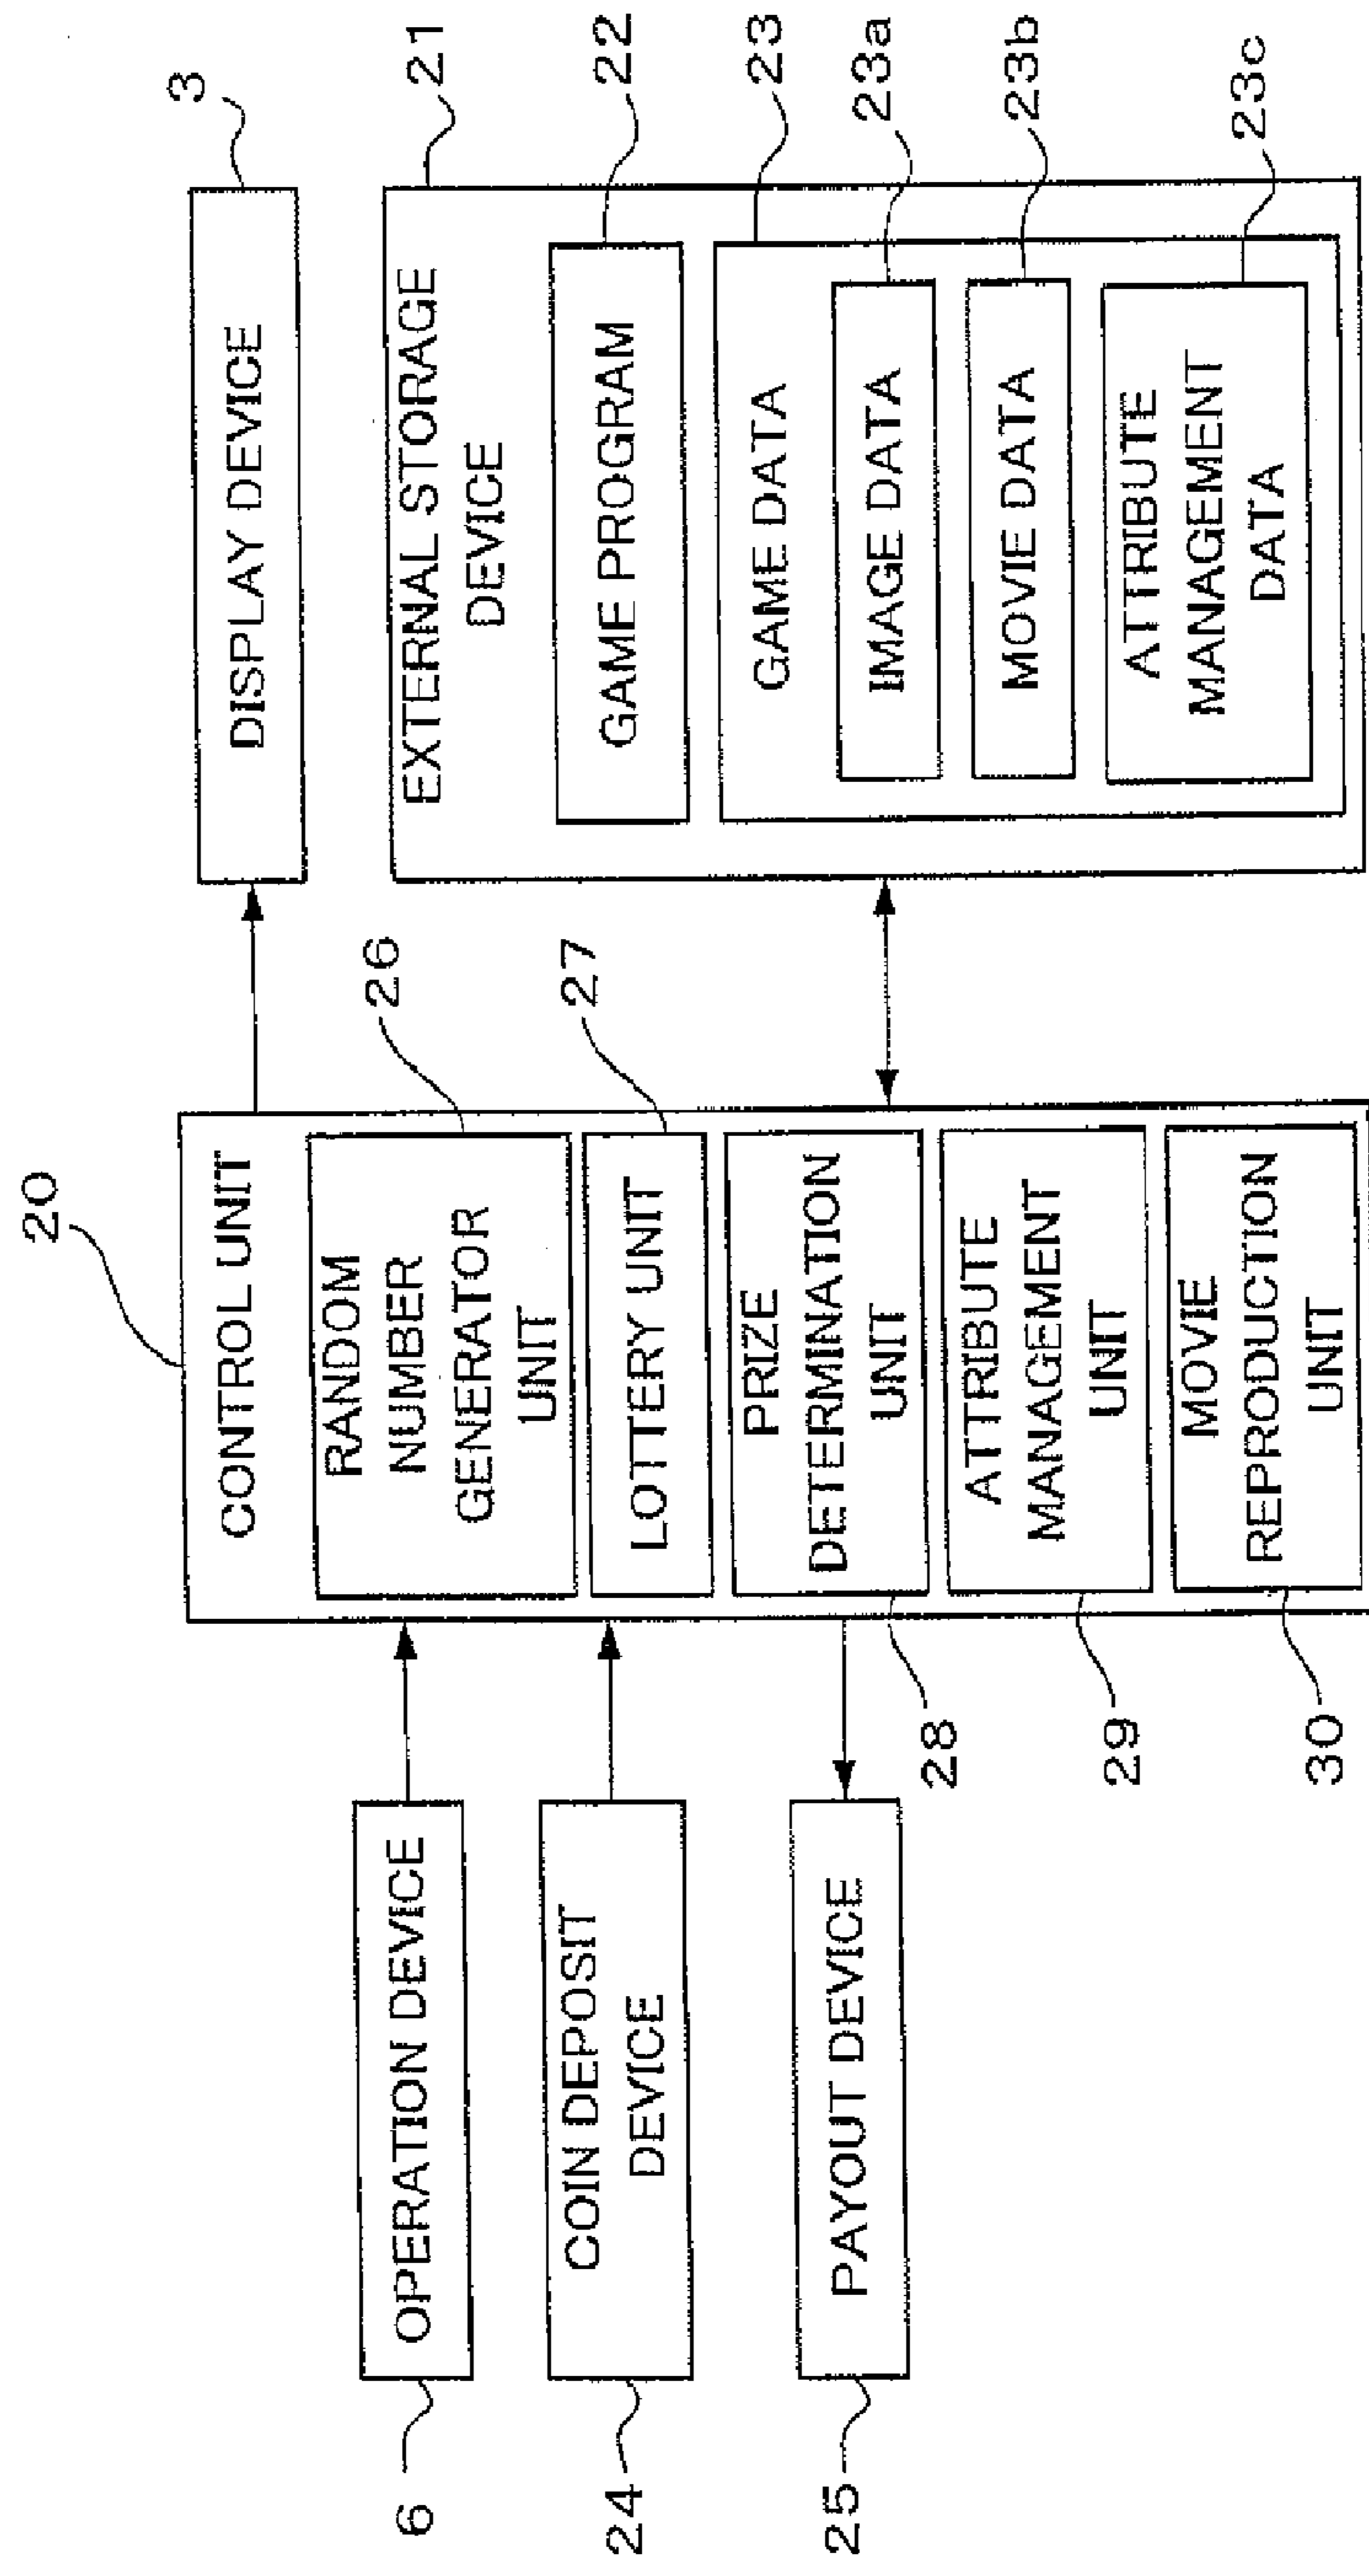 20
CONTROL UNIT
RANDOM
NUMBER
GENERATOR
UNIT
26
LOTTERY UNIT
27
PRIZE
DETERMINATION
UNIT
28
ATTRIBUTE
MANAGEMENT
UNIT
29
MOVIE
REPRODUCTION
UNIT
30
OPERATION DEVICE
6
COIN DEPOSIT
DEVICE
24
PAYOUT DEVICE
25
DISPLAY DEVICE
3
EXTERNAL STORAGE
DEVICE
21
GAME PROGRAM
22
GAME DATA
23
IMAGE DATA
23a
MOVIE DATA
23b
ATTRIBUTE
MANAGEMENT
DATA
23c